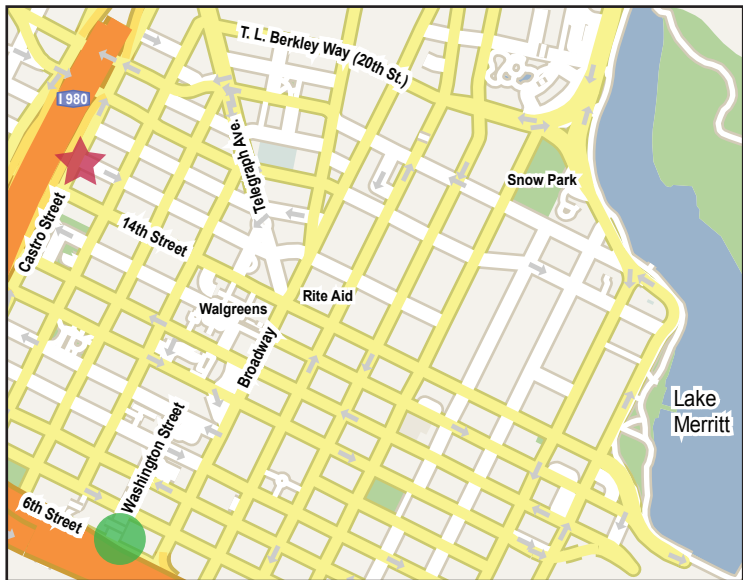 T. L. Berkley Way (20th St.)
I 980
Telegraph Ave.
Snow Park
Castro Street
14th Street
Rite Aid
Walgreens
Broadway
Lake
Merritt
Washington Street
6th Street